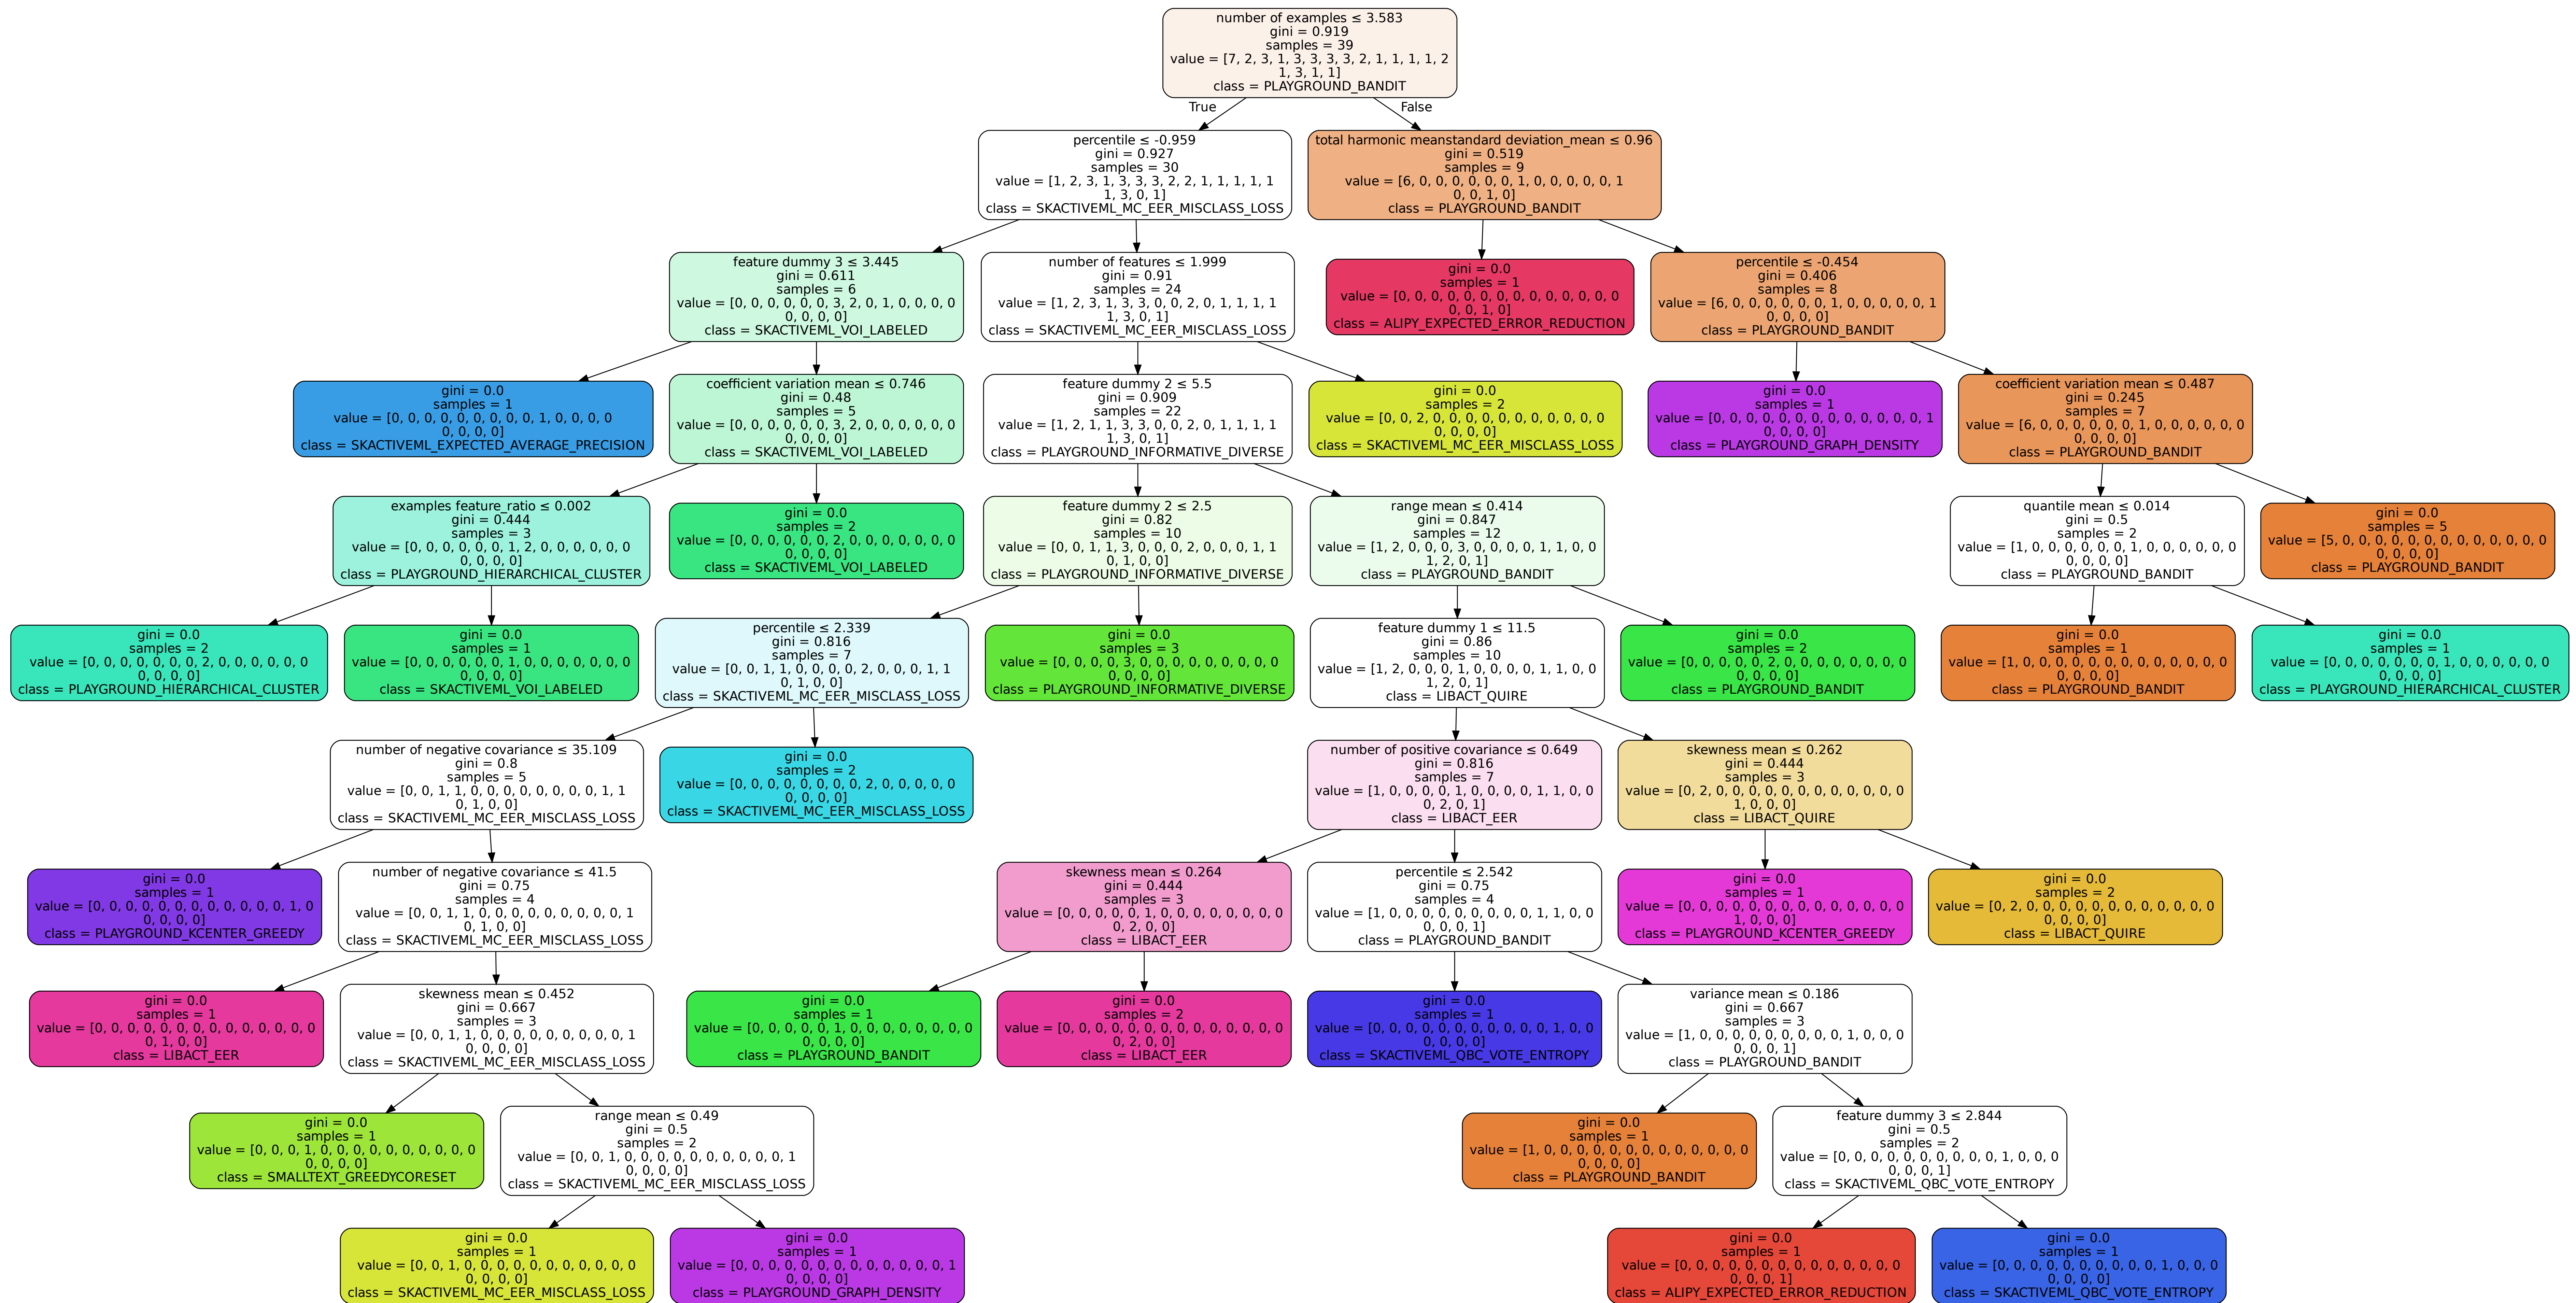 number of examples ≤ 3.583
gini = 0.919
samples = 39
value = [7, 2, 3, 1, 3, 3, 3, 3, 2, 1, 1, 1, 1, 2
1, 3, 1, 1]
class = PLAYGROUND_BANDIT
True
False
percentile ≤ -0.959
gini = 0.927
samples = 30
value = [1, 2, 3, 1, 3, 3, 3, 2, 2, 1, 1, 1, 1, 1
1, 3, 0, 1]
class = SKACTIVEML_MC_EER_MISCLASS_LOSS
total harmonic meanstandard deviation_mean ≤ 0.96
gini = 0.519
samples = 9
value = [6, 0, 0, 0, 0, 0, 0, 1, 0, 0, 0, 0, 0, 1
0, 0, 1, 0]
class = PLAYGROUND_BANDIT
feature dummy 3 ≤ 3.445
gini = 0.611
samples = 6
value = [0, 0, 0, 0, 0, 0, 3, 2, 0, 1, 0, 0, 0, 0
0, 0, 0, 0]
class = SKACTIVEML_VOI_LABELED
number of features ≤ 1.999
gini = 0.91
samples = 24
value = [1, 2, 3, 1, 3, 3, 0, 0, 2, 0, 1, 1, 1, 1
1, 3, 0, 1]
class = SKACTIVEML_MC_EER_MISCLASS_LOSS
gini = 0.0
samples = 1
value = [0, 0, 0, 0, 0, 0, 0, 0, 0, 0, 0, 0, 0, 0
0, 0, 1, 0]
class = ALIPY_EXPECTED_ERROR_REDUCTION
percentile ≤ -0.454
gini = 0.406
samples = 8
value = [6, 0, 0, 0, 0, 0, 0, 1, 0, 0, 0, 0, 0, 1
0, 0, 0, 0]
class = PLAYGROUND_BANDIT
gini = 0.0
samples = 1
value = [0, 0, 0, 0, 0, 0, 0, 0, 0, 1, 0, 0, 0, 0
0, 0, 0, 0]
class = SKACTIVEML_EXPECTED_AVERAGE_PRECISION
coefficient variation mean ≤ 0.746
gini = 0.48
samples = 5
value = [0, 0, 0, 0, 0, 0, 3, 2, 0, 0, 0, 0, 0, 0
0, 0, 0, 0]
class = SKACTIVEML_VOI_LABELED
feature dummy 2 ≤ 5.5
gini = 0.909
samples = 22
value = [1, 2, 1, 1, 3, 3, 0, 0, 2, 0, 1, 1, 1, 1
1, 3, 0, 1]
class = PLAYGROUND_INFORMATIVE_DIVERSE
gini = 0.0
samples = 2
value = [0, 0, 2, 0, 0, 0, 0, 0, 0, 0, 0, 0, 0, 0
0, 0, 0, 0]
class = SKACTIVEML_MC_EER_MISCLASS_LOSS
gini = 0.0
samples = 1
value = [0, 0, 0, 0, 0, 0, 0, 0, 0, 0, 0, 0, 0, 1
0, 0, 0, 0]
class = PLAYGROUND_GRAPH_DENSITY
coefficient variation mean ≤ 0.487
gini = 0.245
samples = 7
value = [6, 0, 0, 0, 0, 0, 0, 1, 0, 0, 0, 0, 0, 0
0, 0, 0, 0]
class = PLAYGROUND_BANDIT
examples feature_ratio ≤ 0.002
gini = 0.444
samples = 3
value = [0, 0, 0, 0, 0, 0, 1, 2, 0, 0, 0, 0, 0, 0
0, 0, 0, 0]
class = PLAYGROUND_HIERARCHICAL_CLUSTER
gini = 0.0
samples = 2
value = [0, 0, 0, 0, 0, 0, 2, 0, 0, 0, 0, 0, 0, 0
0, 0, 0, 0]
class = SKACTIVEML_VOI_LABELED
feature dummy 2 ≤ 2.5
gini = 0.82
samples = 10
value = [0, 0, 1, 1, 3, 0, 0, 0, 2, 0, 0, 0, 1, 1
0, 1, 0, 0]
class = PLAYGROUND_INFORMATIVE_DIVERSE
range mean ≤ 0.414
gini = 0.847
samples = 12
value = [1, 2, 0, 0, 0, 3, 0, 0, 0, 0, 1, 1, 0, 0
1, 2, 0, 1]
class = PLAYGROUND_BANDIT
quantile mean ≤ 0.014
gini = 0.5
samples = 2
value = [1, 0, 0, 0, 0, 0, 0, 1, 0, 0, 0, 0, 0, 0
0, 0, 0, 0]
class = PLAYGROUND_BANDIT
gini = 0.0
samples = 5
value = [5, 0, 0, 0, 0, 0, 0, 0, 0, 0, 0, 0, 0, 0
0, 0, 0, 0]
class = PLAYGROUND_BANDIT
gini = 0.0
samples = 2
value = [0, 0, 0, 0, 0, 0, 0, 2, 0, 0, 0, 0, 0, 0
0, 0, 0, 0]
class = PLAYGROUND_HIERARCHICAL_CLUSTER
gini = 0.0
samples = 1
value = [0, 0, 0, 0, 0, 0, 1, 0, 0, 0, 0, 0, 0, 0
0, 0, 0, 0]
class = SKACTIVEML_VOI_LABELED
percentile ≤ 2.339
gini = 0.816
samples = 7
value = [0, 0, 1, 1, 0, 0, 0, 0, 2, 0, 0, 0, 1, 1
0, 1, 0, 0]
class = SKACTIVEML_MC_EER_MISCLASS_LOSS
gini = 0.0
samples = 3
value = [0, 0, 0, 0, 3, 0, 0, 0, 0, 0, 0, 0, 0, 0
0, 0, 0, 0]
class = PLAYGROUND_INFORMATIVE_DIVERSE
feature dummy 1 ≤ 11.5
gini = 0.86
samples = 10
value = [1, 2, 0, 0, 0, 1, 0, 0, 0, 0, 1, 1, 0, 0
1, 2, 0, 1]
class = LIBACT_QUIRE
gini = 0.0
samples = 2
value = [0, 0, 0, 0, 0, 2, 0, 0, 0, 0, 0, 0, 0, 0
0, 0, 0, 0]
class = PLAYGROUND_BANDIT
gini = 0.0
samples = 1
value = [1, 0, 0, 0, 0, 0, 0, 0, 0, 0, 0, 0, 0, 0
0, 0, 0, 0]
class = PLAYGROUND_BANDIT
gini = 0.0
samples = 1
value = [0, 0, 0, 0, 0, 0, 0, 1, 0, 0, 0, 0, 0, 0
0, 0, 0, 0]
class = PLAYGROUND_HIERARCHICAL_CLUSTER
number of negative covariance ≤ 35.109
gini = 0.8
samples = 5
value = [0, 0, 1, 1, 0, 0, 0, 0, 0, 0, 0, 0, 1, 1
0, 1, 0, 0]
class = SKACTIVEML_MC_EER_MISCLASS_LOSS
gini = 0.0
samples = 2
value = [0, 0, 0, 0, 0, 0, 0, 0, 2, 0, 0, 0, 0, 0
0, 0, 0, 0]
class = SKACTIVEML_MC_EER_MISCLASS_LOSS
number of positive covariance ≤ 0.649
gini = 0.816
samples = 7
value = [1, 0, 0, 0, 0, 1, 0, 0, 0, 0, 1, 1, 0, 0
0, 2, 0, 1]
class = LIBACT_EER
skewness mean ≤ 0.262
gini = 0.444
samples = 3
value = [0, 2, 0, 0, 0, 0, 0, 0, 0, 0, 0, 0, 0, 0
1, 0, 0, 0]
class = LIBACT_QUIRE
gini = 0.0
samples = 1
value = [0, 0, 0, 0, 0, 0, 0, 0, 0, 0, 0, 0, 1, 0
0, 0, 0, 0]
class = PLAYGROUND_KCENTER_GREEDY
number of negative covariance ≤ 41.5
gini = 0.75
samples = 4
value = [0, 0, 1, 1, 0, 0, 0, 0, 0, 0, 0, 0, 0, 1
0, 1, 0, 0]
class = SKACTIVEML_MC_EER_MISCLASS_LOSS
skewness mean ≤ 0.264
gini = 0.444
samples = 3
value = [0, 0, 0, 0, 0, 1, 0, 0, 0, 0, 0, 0, 0, 0
0, 2, 0, 0]
class = LIBACT_EER
percentile ≤ 2.542
gini = 0.75
samples = 4
value = [1, 0, 0, 0, 0, 0, 0, 0, 0, 0, 1, 1, 0, 0
0, 0, 0, 1]
class = PLAYGROUND_BANDIT
gini = 0.0
samples = 1
value = [0, 0, 0, 0, 0, 0, 0, 0, 0, 0, 0, 0, 0, 0
1, 0, 0, 0]
class = PLAYGROUND_KCENTER_GREEDY
gini = 0.0
samples = 2
value = [0, 2, 0, 0, 0, 0, 0, 0, 0, 0, 0, 0, 0, 0
0, 0, 0, 0]
class = LIBACT_QUIRE
gini = 0.0
samples = 1
value = [0, 0, 0, 0, 0, 0, 0, 0, 0, 0, 0, 0, 0, 0
0, 1, 0, 0]
class = LIBACT_EER
skewness mean ≤ 0.452
gini = 0.667
samples = 3
value = [0, 0, 1, 1, 0, 0, 0, 0, 0, 0, 0, 0, 0, 1
0, 0, 0, 0]
class = SKACTIVEML_MC_EER_MISCLASS_LOSS
gini = 0.0
samples = 1
value = [0, 0, 0, 0, 0, 1, 0, 0, 0, 0, 0, 0, 0, 0
0, 0, 0, 0]
class = PLAYGROUND_BANDIT
gini = 0.0
samples = 2
value = [0, 0, 0, 0, 0, 0, 0, 0, 0, 0, 0, 0, 0, 0
0, 2, 0, 0]
class = LIBACT_EER
gini = 0.0
samples = 1
value = [0, 0, 0, 0, 0, 0, 0, 0, 0, 0, 0, 1, 0, 0
0, 0, 0, 0]
class = SKACTIVEML_QBC_VOTE_ENTROPY
variance mean ≤ 0.186
gini = 0.667
samples = 3
value = [1, 0, 0, 0, 0, 0, 0, 0, 0, 0, 1, 0, 0, 0
0, 0, 0, 1]
class = PLAYGROUND_BANDIT
gini = 0.0
samples = 1
value = [0, 0, 0, 1, 0, 0, 0, 0, 0, 0, 0, 0, 0, 0
0, 0, 0, 0]
class = SMALLTEXT_GREEDYCORESET
range mean ≤ 0.49
gini = 0.5
samples = 2
value = [0, 0, 1, 0, 0, 0, 0, 0, 0, 0, 0, 0, 0, 1
0, 0, 0, 0]
class = SKACTIVEML_MC_EER_MISCLASS_LOSS
gini = 0.0
samples = 1
value = [1, 0, 0, 0, 0, 0, 0, 0, 0, 0, 0, 0, 0, 0
0, 0, 0, 0]
class = PLAYGROUND_BANDIT
feature dummy 3 ≤ 2.844
gini = 0.5
samples = 2
value = [0, 0, 0, 0, 0, 0, 0, 0, 0, 0, 1, 0, 0, 0
0, 0, 0, 1]
class = SKACTIVEML_QBC_VOTE_ENTROPY
gini = 0.0
samples = 1
value = [0, 0, 1, 0, 0, 0, 0, 0, 0, 0, 0, 0, 0, 0
0, 0, 0, 0]
class = SKACTIVEML_MC_EER_MISCLASS_LOSS
gini = 0.0
samples = 1
value = [0, 0, 0, 0, 0, 0, 0, 0, 0, 0, 0, 0, 0, 1
0, 0, 0, 0]
class = PLAYGROUND_GRAPH_DENSITY
gini = 0.0
samples = 1
value = [0, 0, 0, 0, 0, 0, 0, 0, 0, 0, 0, 0, 0, 0
0, 0, 0, 1]
class = ALIPY_EXPECTED_ERROR_REDUCTION
gini = 0.0
samples = 1
value = [0, 0, 0, 0, 0, 0, 0, 0, 0, 0, 1, 0, 0, 0
0, 0, 0, 0]
class = SKACTIVEML_QBC_VOTE_ENTROPY